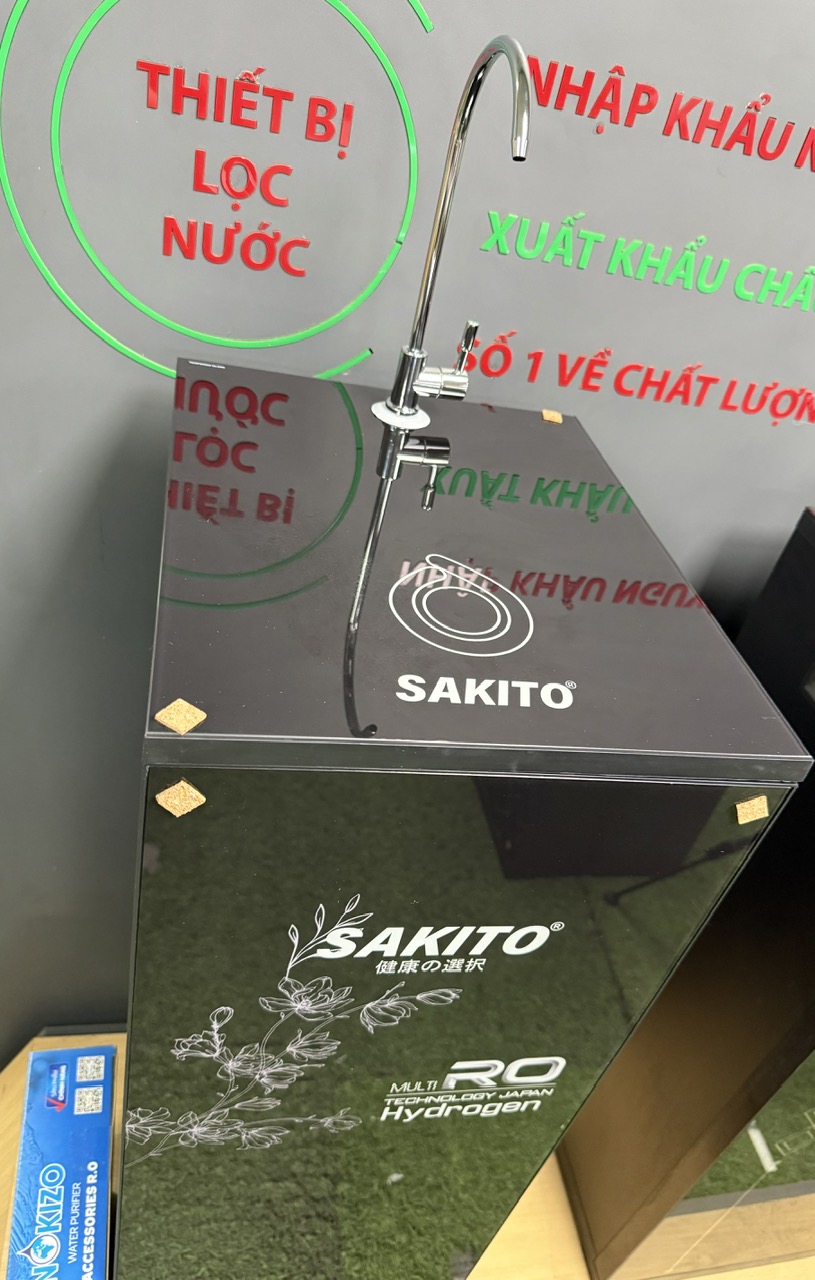 THIẾT BỊ
LỌC
NƯỚC
NHẬP KHẨU
XUẤT KHẨU
SỐ 1 VỀ CHẤT LƯỢNG
SAKITO®
SAKITO®
健康の選択
MULTI RO
TECHNOLOGY JAPAN
Hydrogen
WATER PURIFIER
ACCESSORIES R.O